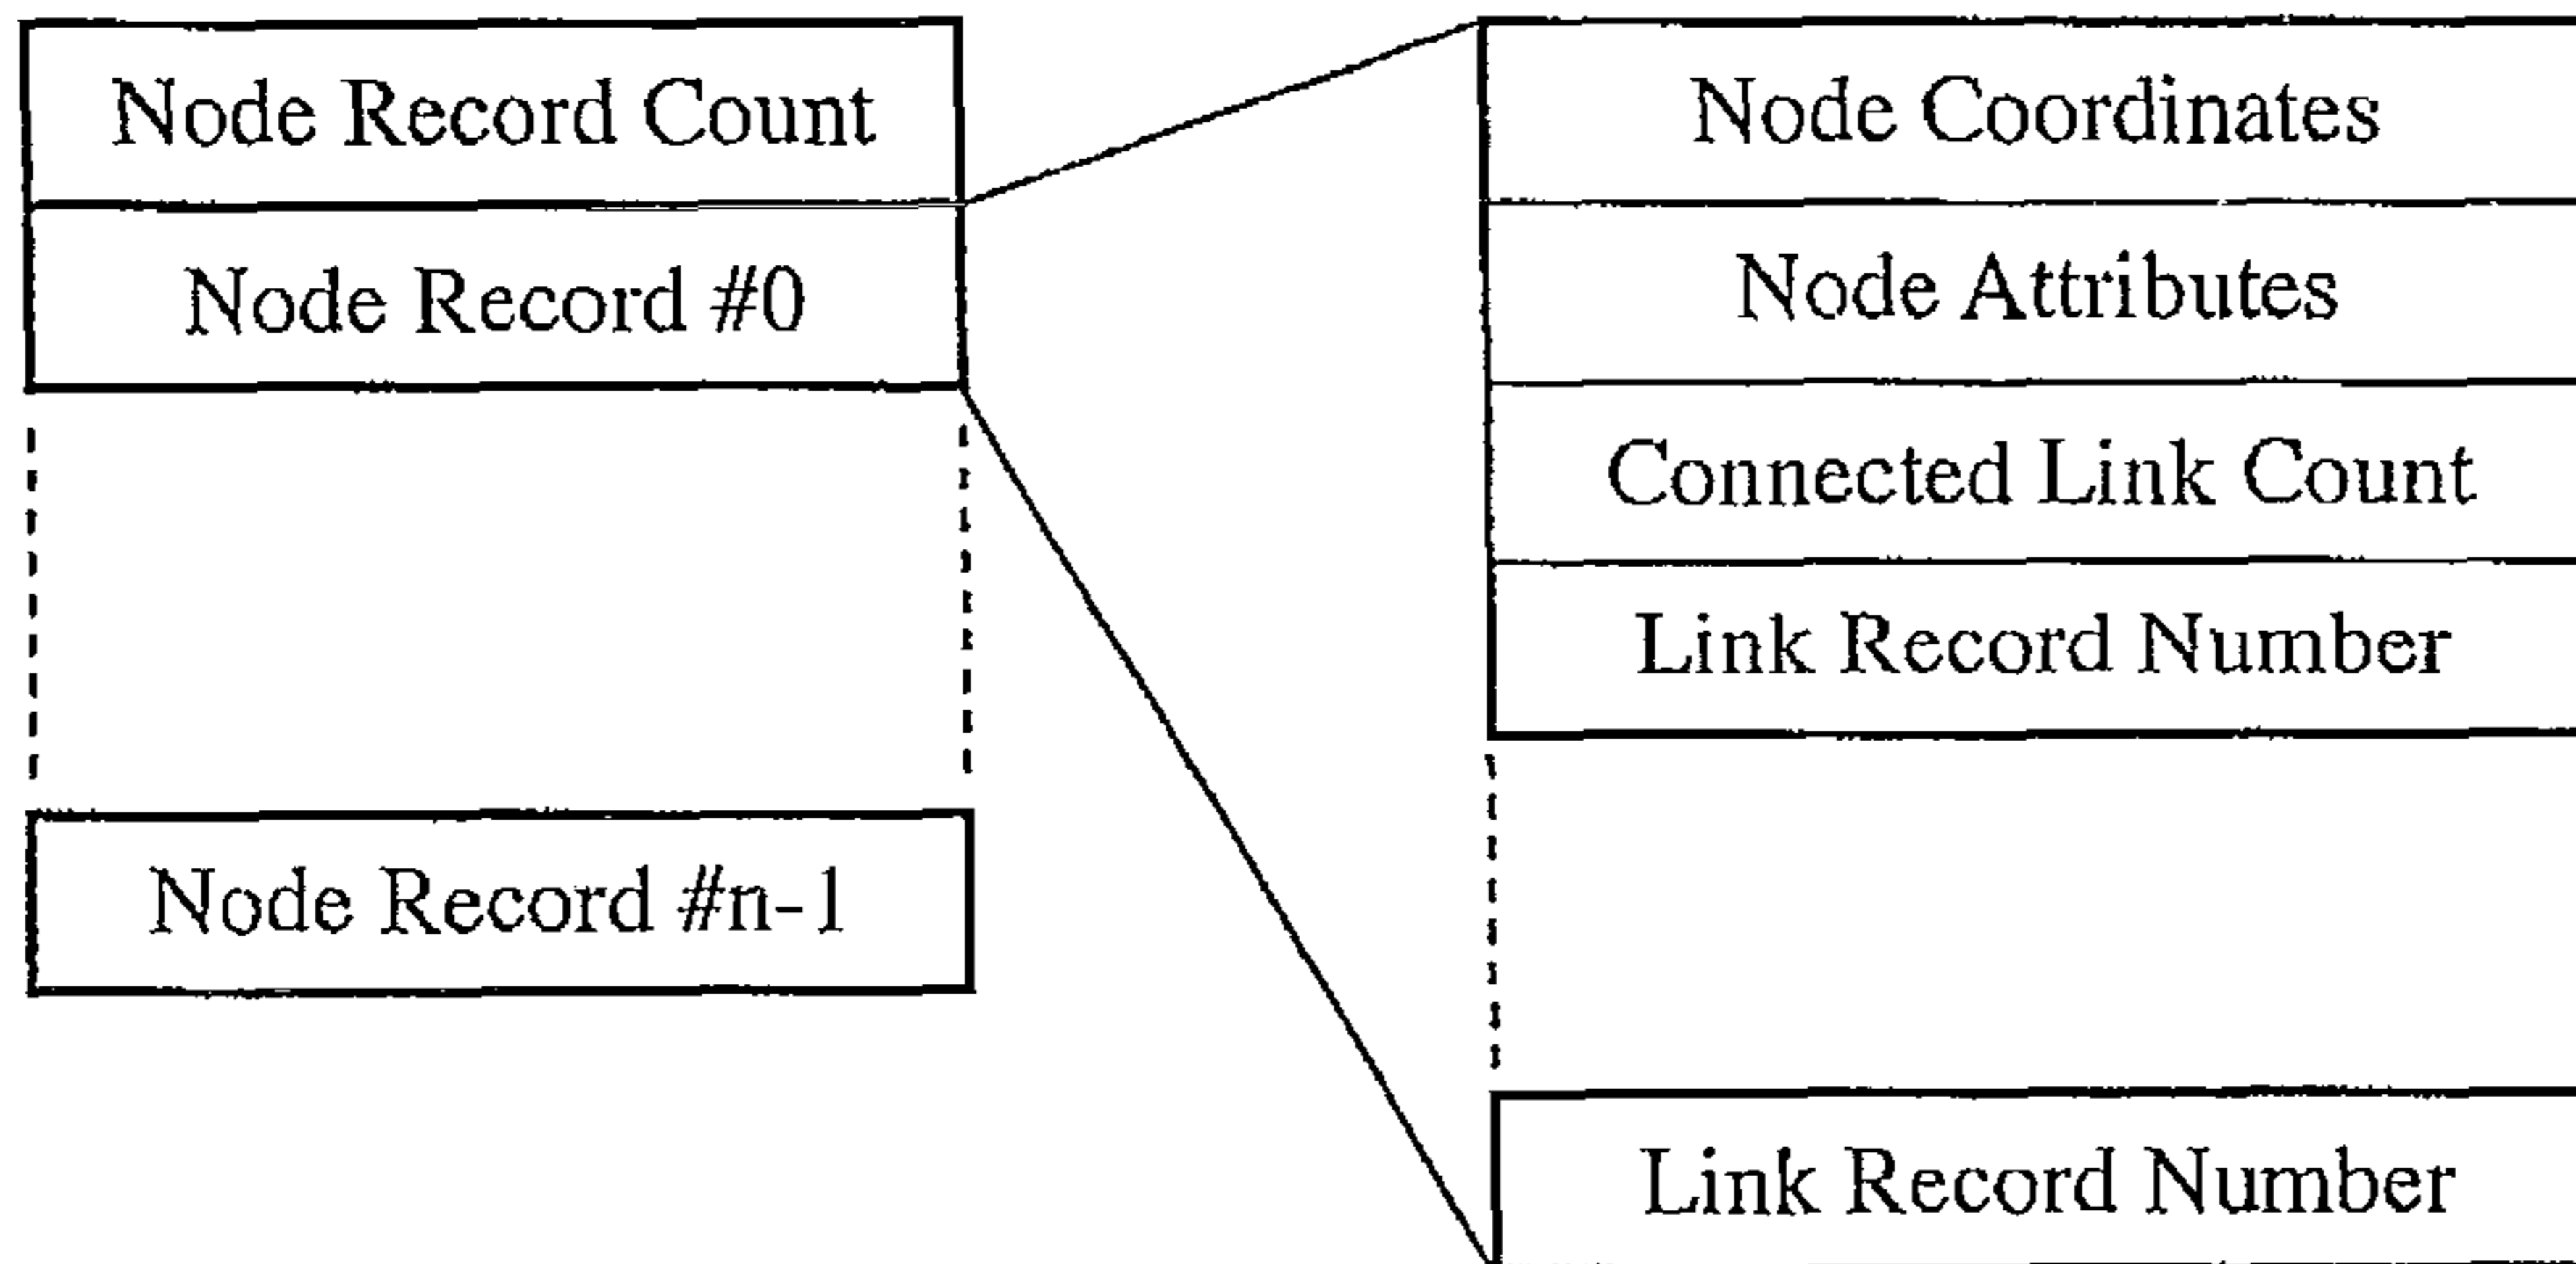 Node Record Count
Node Record #0
Node Record #n-1
Node Coordinates
Node Attributes
Connected Link Count
Link Record Number
Link Record Number